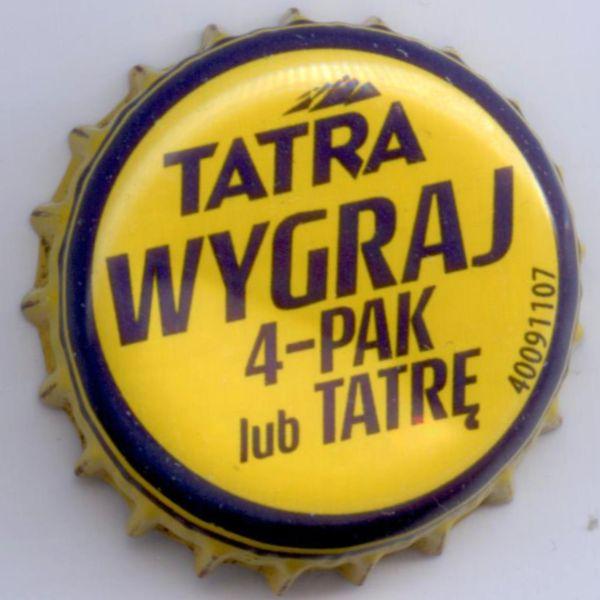 TATRA
WYGRAJ
4-PAK
lub TATRĘ
40091107